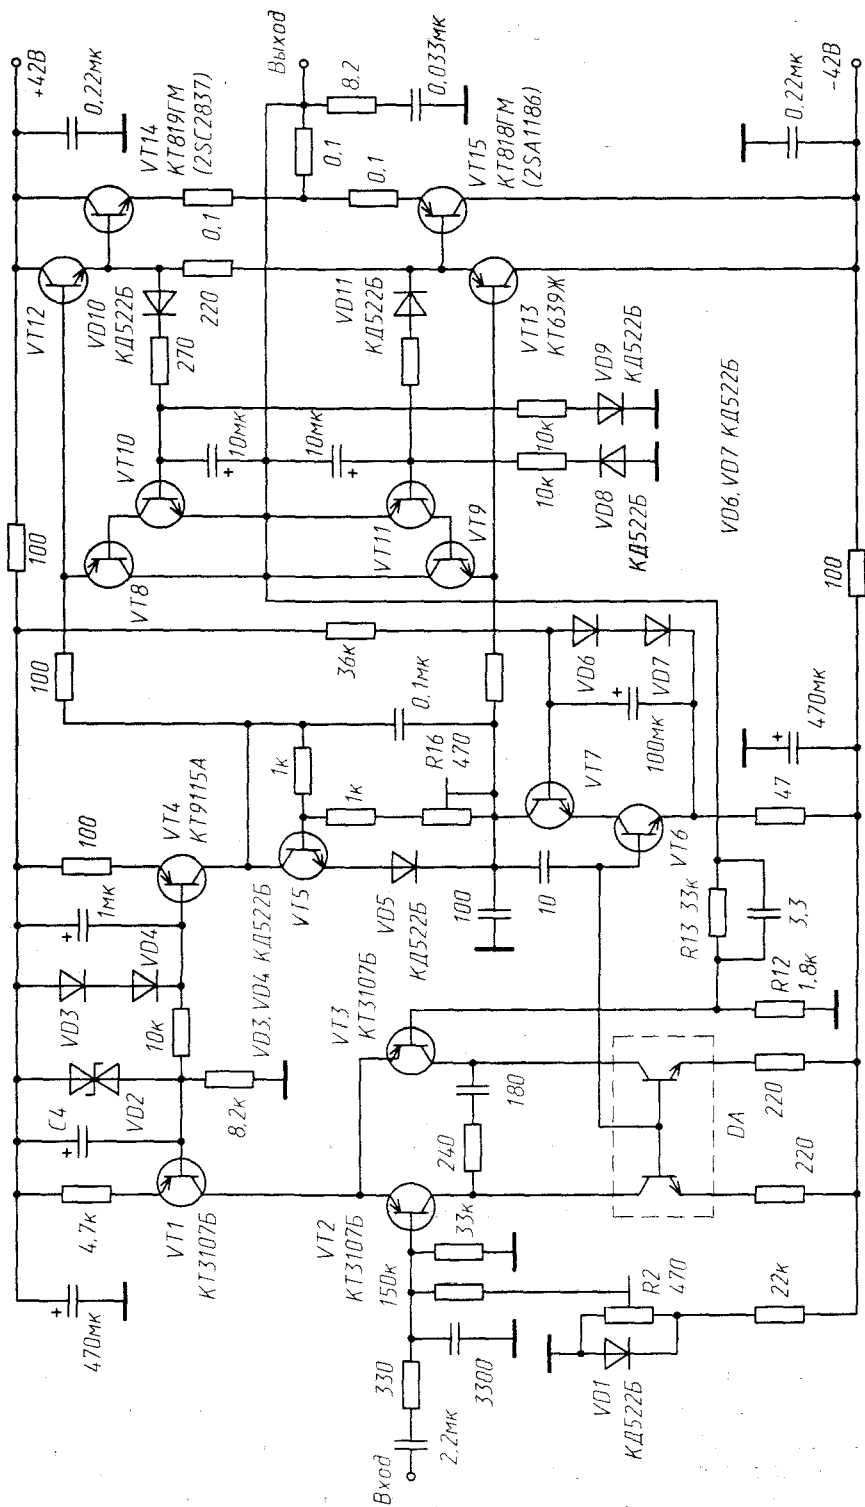 +42В
0,22мк
VT14
КТ819ГМ
(2SC2837)
Выход
8.2
0,033мк
0,1
0.1
VT15
КТ818ГМ
(2SA1186)
0,22мк
-42В
0,1
VT12
VD10
КД522Б
220
VD11
КД522Б
VT13
КТ639Ж
270
VD9
КД522Б
10мк
10мк
10к
10к
VD8
КД522Б
VT10
VT11
VT9
VT8
VD6, VD7 КД522Б
100
100
100
36к
VD6
VD7
0,1мк
100мк
470мк
R16
470
1к
1к
VT7
VT4
КТ9115А
100
1мк
VT5
VD5
КД522Б
10
VT6
47
100
VD3
VD4
10к
VD3, VD4 КД522Б
VT3
КТ3107Б
R13 33к
3,3
R12
1,8к
C4
VD2
8,2к
180
240
DA
220
220
4,7к
VT1
КТ3107Б
VT2
КТ3107Б
33к
150к
R2
470
22к
470мк
330
3300
VD1
КД522Б
Вход
2,2мк